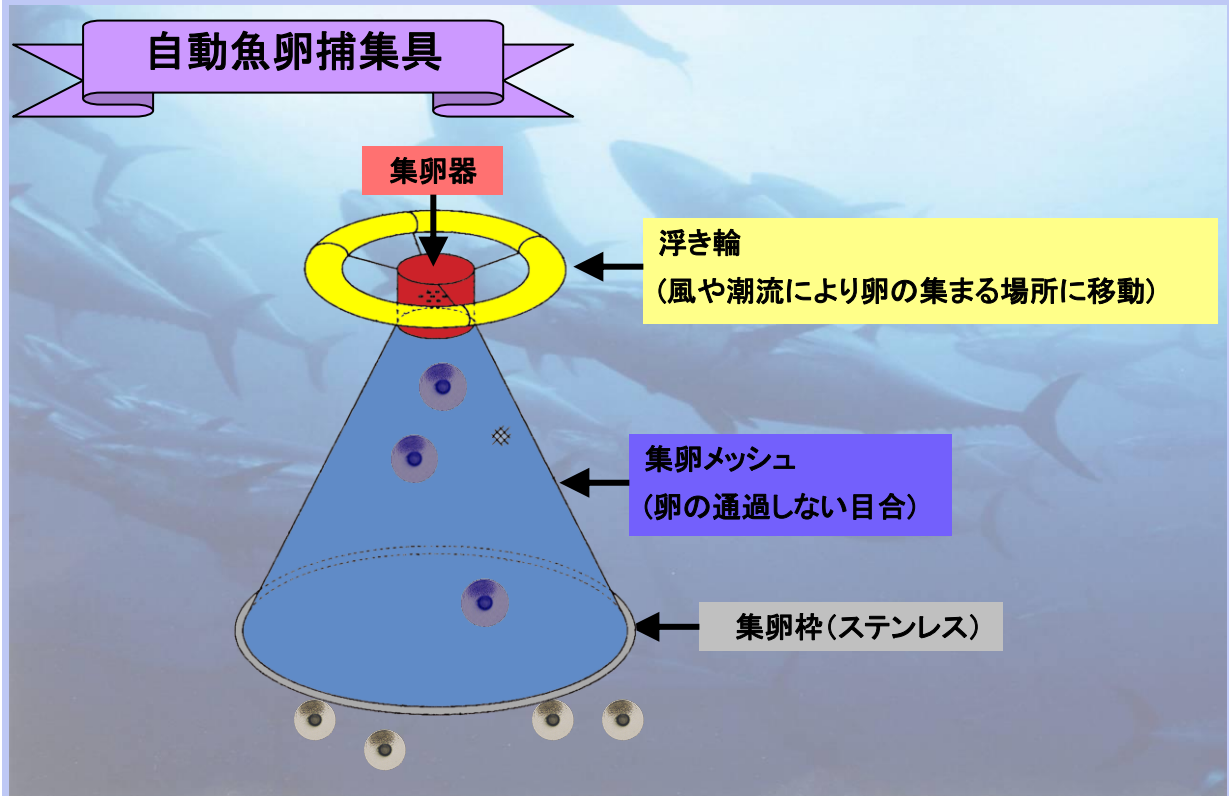 自動魚卵捕集具
集卵器
浮き輪
(風や潮流により卵の集まる場所に移動)
集卵メッシュ
(卵の通過しない目合)
集卵枠(ステンレス)